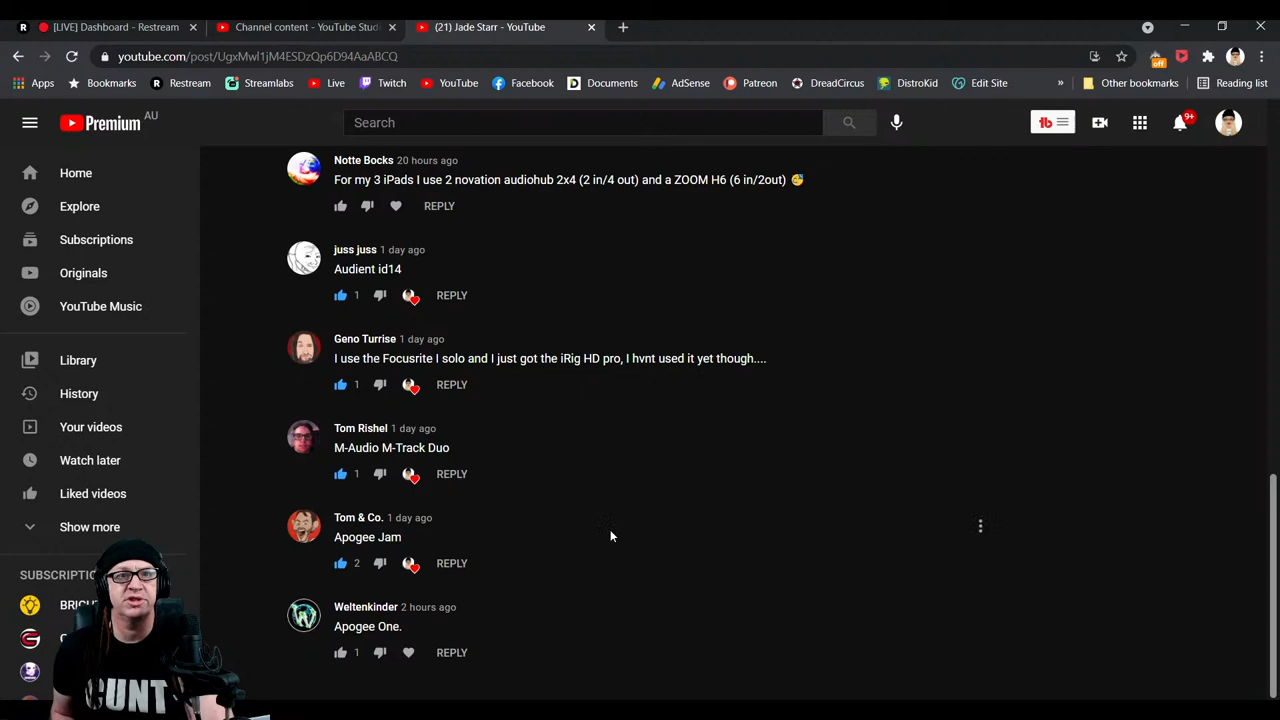 [LIVE] Dashboard - Restream
Channel content - YouTube Studi
(21) Jade Starr - YouTube
youtube.com/post/UgxMwl1jM4ESDzQp6D94AaABCQ
off
Apps
Bookmarks
Restream
Streamlabs
Live
Twitch
YouTube
Facebook
Documents
AdSense
Patreon
DreadCircus
DistroKid
Edit Site
»
Other bookmarks
Reading list
Premium AU
Search
9+
Home
Explore
Subscriptions
Originals
YouTube Music
Library
History
Your videos
Watch later
Liked videos
Show more
SUBSCRIPTIO
BRIGH
Notte Bocks 20 hours ago
For my 3 iPads I use 2 novation audiohub 2x4 (2 in/4 out) and a ZOOM H6 (6 in/2out) 😅
REPLY
juss juss 1 day ago
Audient id14
1 REPLY
Geno Turrise 1 day ago
I use the Focusrite I solo and I just got the iRig HD pro, I hvnt used it yet though....
1 REPLY
Tom Rishel 1 day ago
M-Audio M-Track Duo
1 REPLY
Tom & Co. 1 day ago
Apogee Jam
2 REPLY
Weltenkinder 2 hours ago
Apogee One.
1 REPLY
CUNT